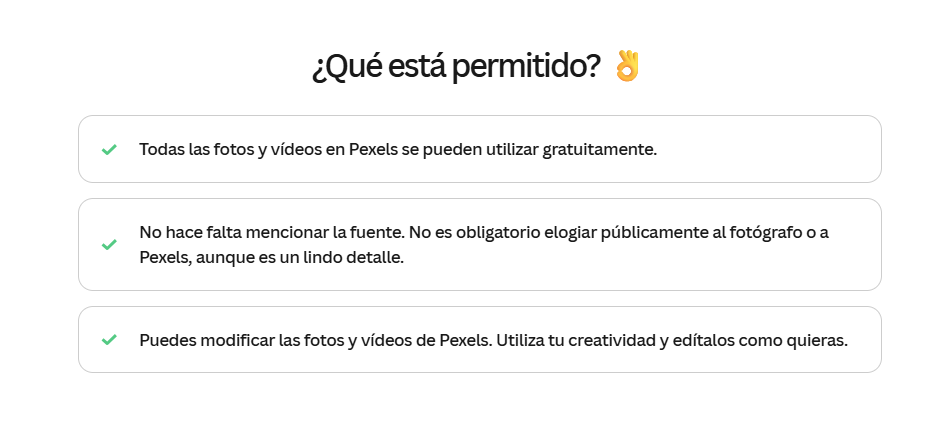 ¿Qué está permitido? 👌
Todas las fotos y vídeos en Pexels se pueden utilizar gratuitamente.
No hace falta mencionar la fuente. No es obligatorio elogiar públicamente al fotógrafo o a
Pexels, aunque es un lindo detalle.
Puedes modificar las fotos y vídeos de Pexels. Utiliza tu creatividad y edítalos como quieras.